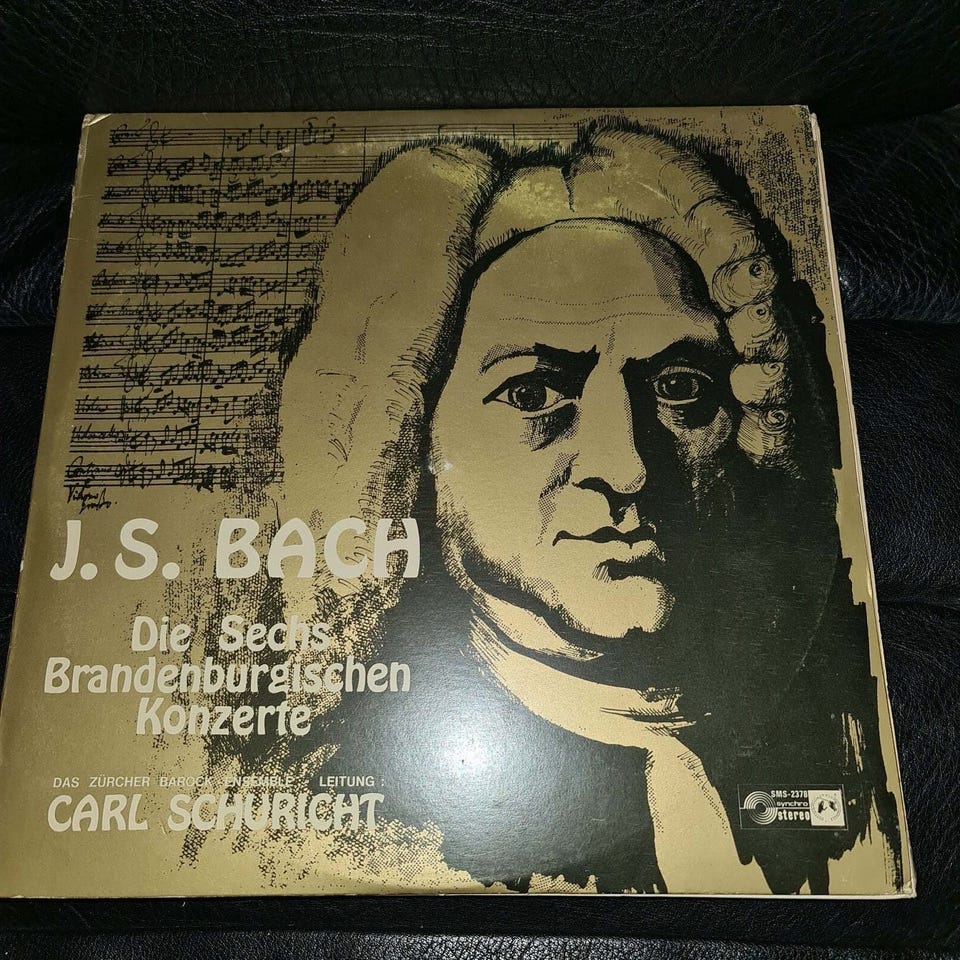 J. S. BACH
Die Sechs
Brandenburgischen
Konzerte
DAS ZÜRCHER BAROCK-ENSEMBLE - LEITUNG :
CARL SCHURICHT
SMS-2378
synchro
stereo